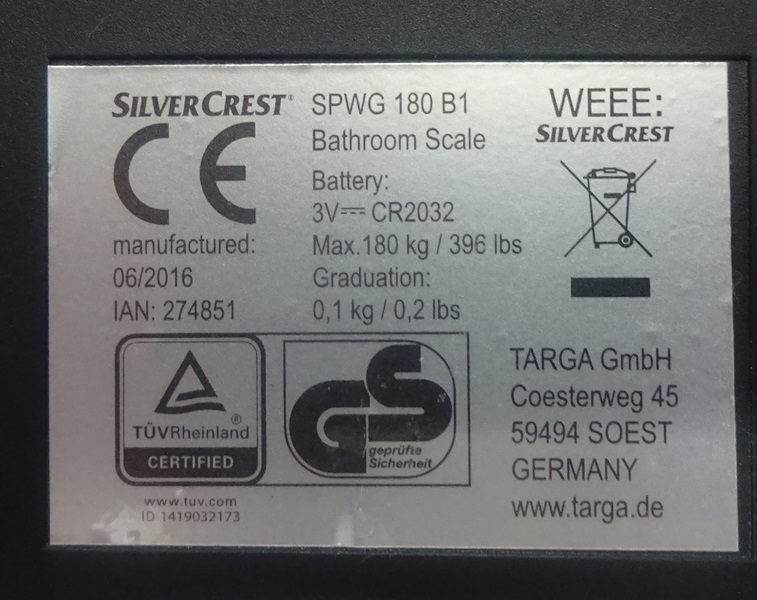 SILVERCREST® SPWG 180 B1
Bathroom Scale
Battery:
3V⎓ CR2032
Max.180 kg / 396 lbs
Graduation:
0,1 kg / 0,2 lbs
CE
manufactured:
06/2016
IAN: 274851
WEEE:
SILVERCREST
TÜVRheinland®
CERTIFIED
www.tuv.com
ID 1419032173
GS
geprüfte
Sicherheit
TARGA GmbH
Coesterweg 45
59494 SOEST
GERMANY
www.targa.de